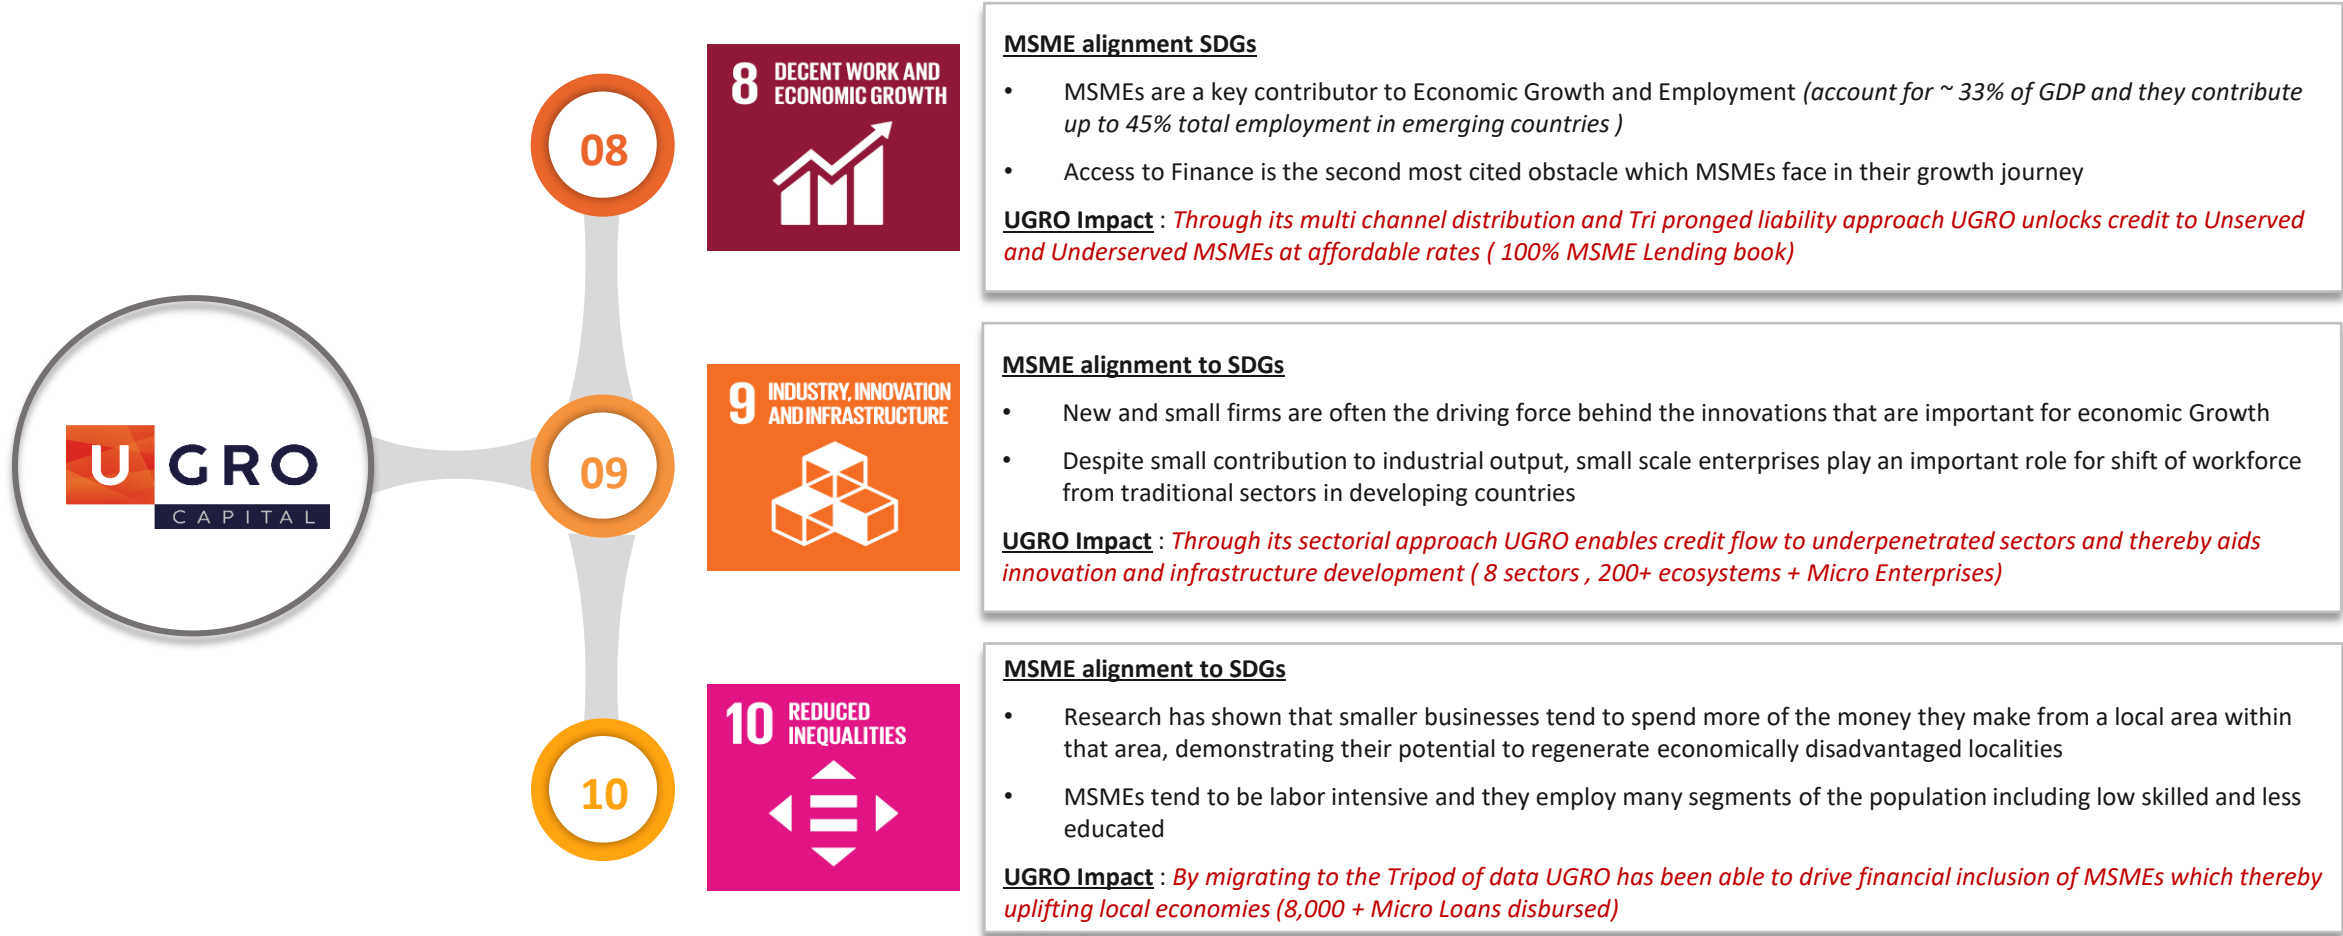 U GRO
CAPITAL
08
09
10
8 DECENT WORK AND
ECONOMIC GROWTH
MSME alignment SDGs
• MSMEs are a key contributor to Economic Growth and Employment (account for ~ 33% of GDP and they contribute
up to 45% total employment in emerging countries )
• Access to Finance is the second most cited obstacle which MSMEs face in their growth journey
UGRO Impact : Through its multi channel distribution and Tri pronged liability approach UGRO unlocks credit to Unserved
and Underserved MSMEs at affordable rates ( 100% MSME Lending book)
9 INDUSTRY, INNOVATION
AND INFRASTRUCTURE
MSME alignment to SDGs
• New and small firms are often the driving force behind the innovations that are important for economic Growth
• Despite small contribution to industrial output, small scale enterprises play an important role for shift of workforce
from traditional sectors in developing countries
UGRO Impact : Through its sectorial approach UGRO enables credit flow to underpenetrated sectors and thereby aids
innovation and infrastructure development ( 8 sectors , 200+ ecosystems + Micro Enterprises)
10 REDUCED
INEQUALITIES
MSME alignment to SDGs
• Research has shown that smaller businesses tend to spend more of the money they make from a local area within
that area, demonstrating their potential to regenerate economically disadvantaged localities
• MSMEs tend to be labor intensive and they employ many segments of the population including low skilled and less
educated
UGRO Impact : By migrating to the Tripod of data UGRO has been able to drive financial inclusion of MSMEs which thereby
uplifting local economies (8,000 + Micro Loans disbursed)